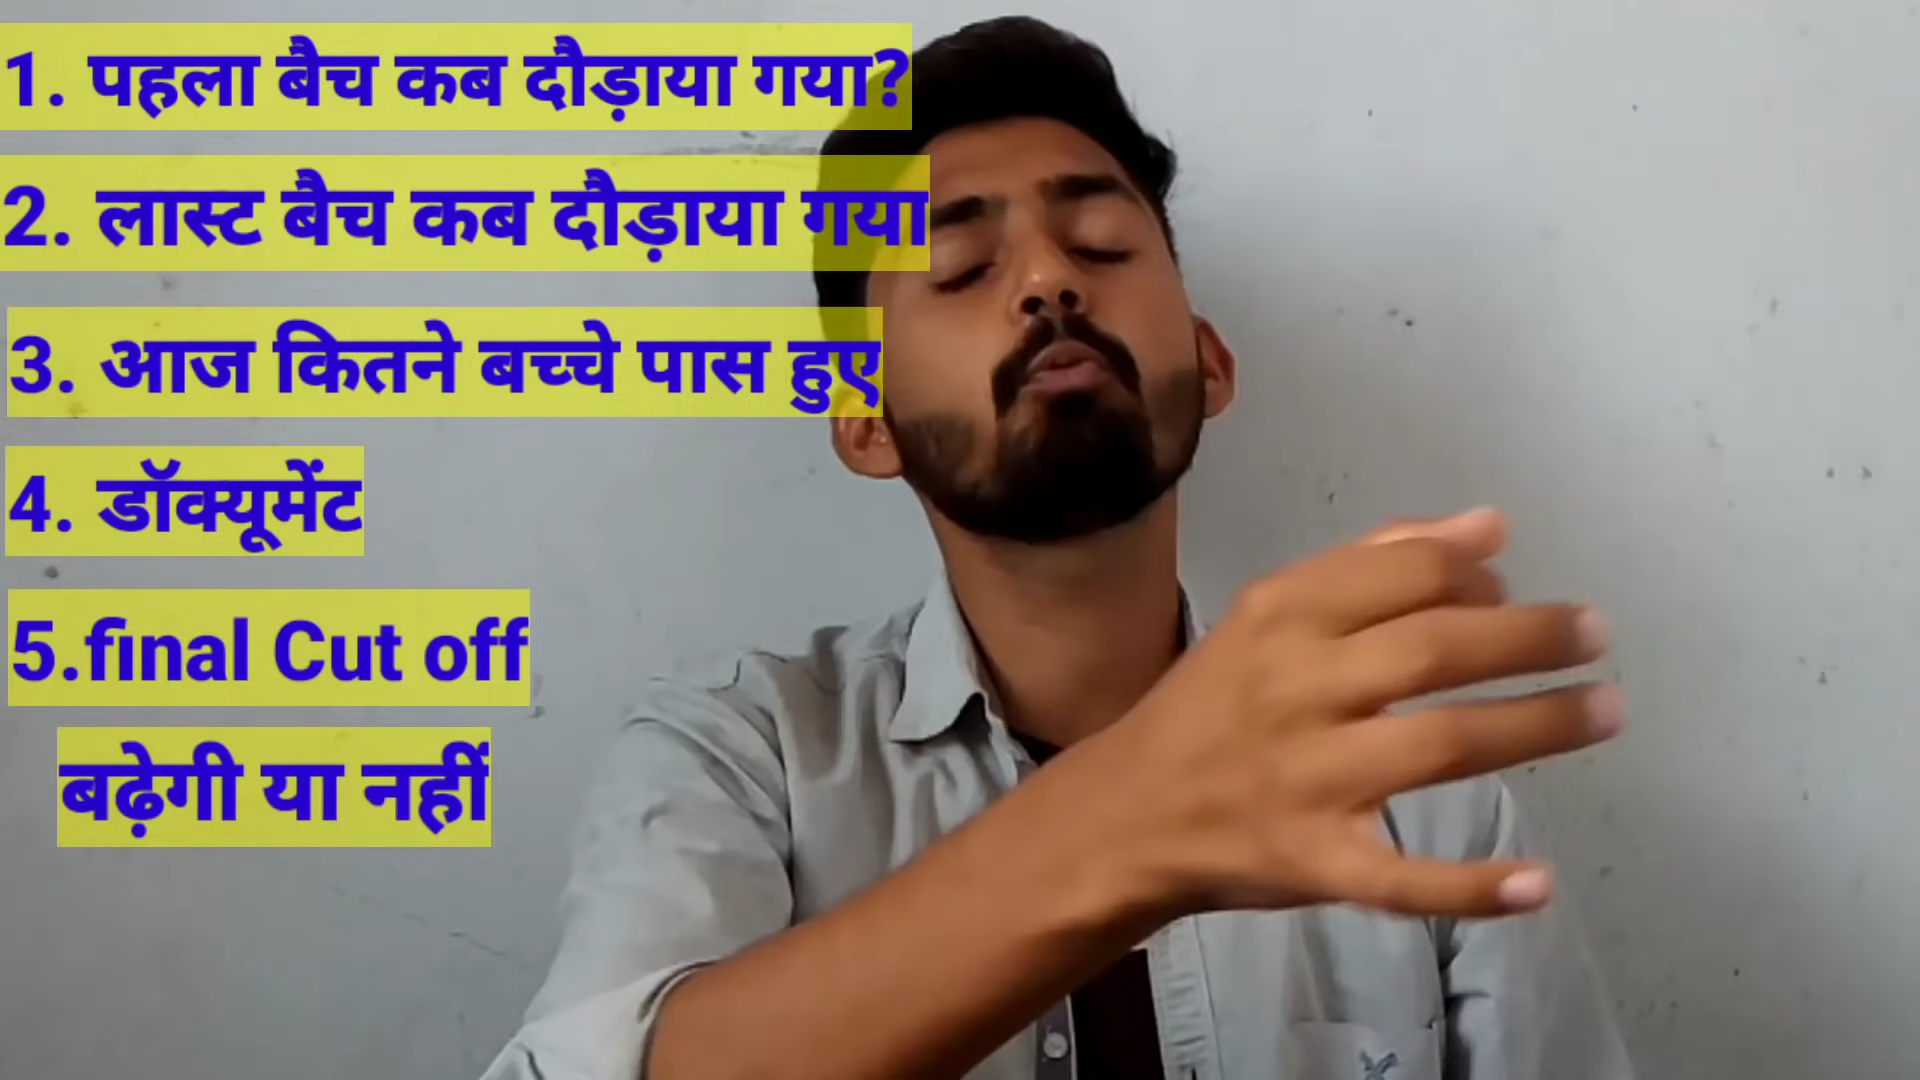 1. पहला बैच कब दौड़ाया गया?
2. लास्ट बैच कब दौड़ाया गया
3. आज कितने बच्चे पास हुए
4. डॉक्यूमेंट
5.final Cut off
बढ़ेगी या नहीं